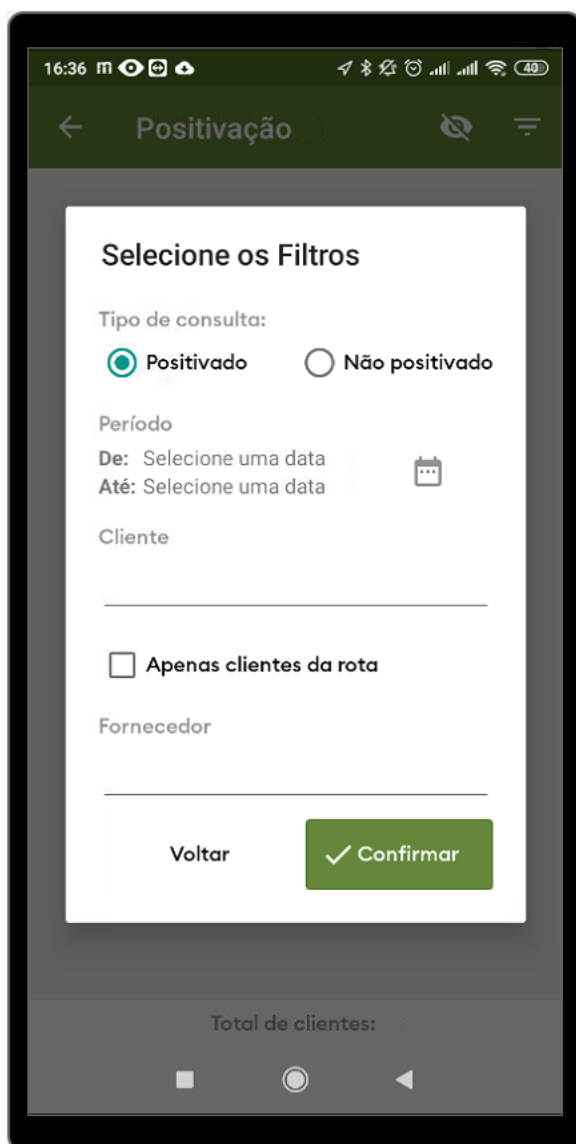 16:36 m 40
Positivação
Selecione os Filtros
Tipo de consulta:
Positivado Não positivado
Período
De: Selecione uma data
Até: Selecione uma data
Cliente
Apenas clientes da rota
Fornecedor
Voltar Confirmar
Total de clientes: